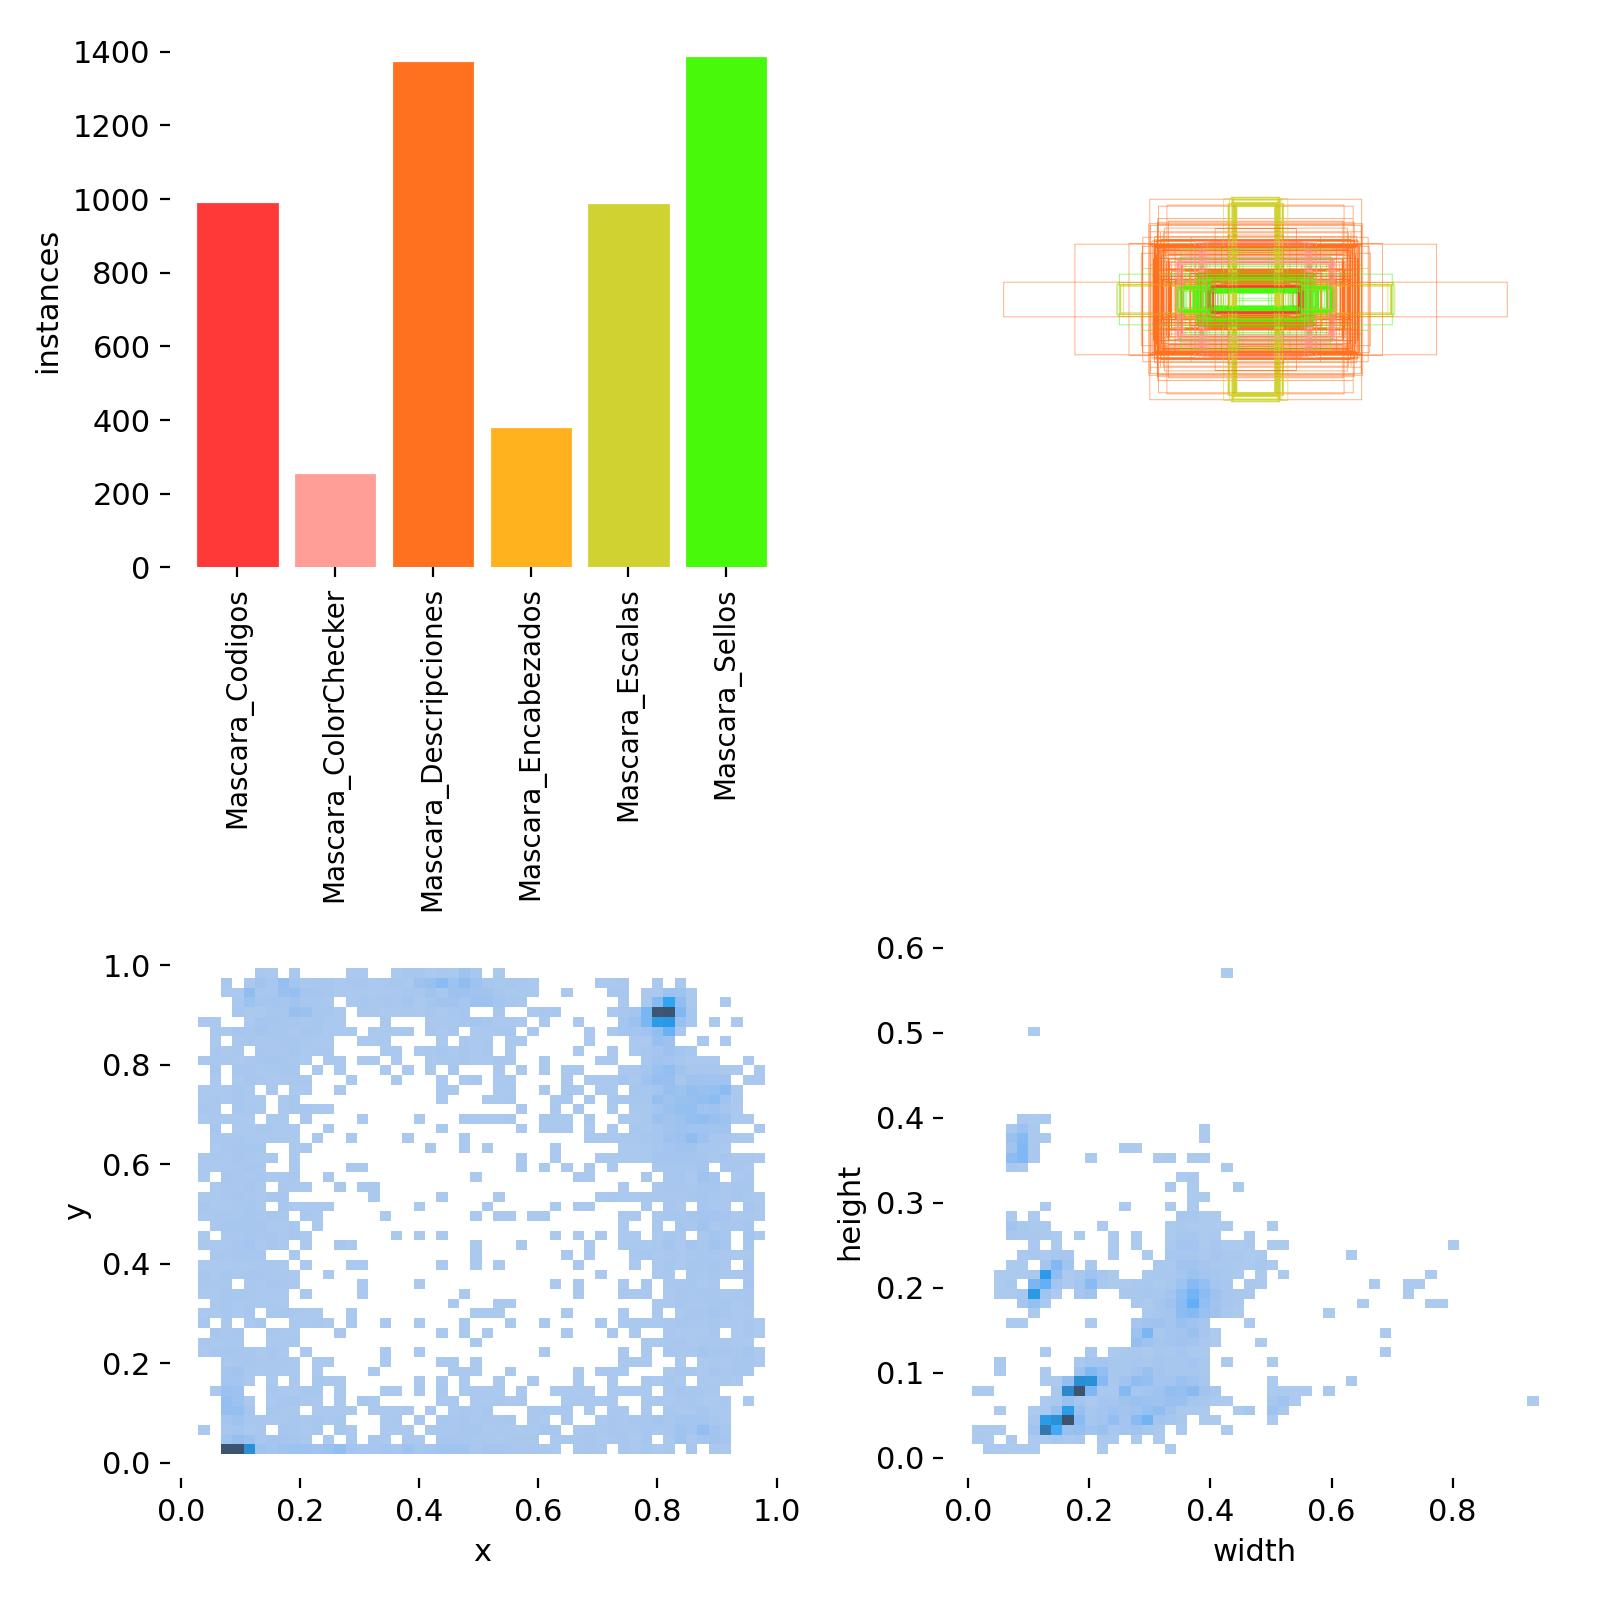 1400
1200
1000
800
600
400
200
0
instances
Mascara_Codigos
Mascara_ColorChecker
Mascara_Descripciones
Mascara_Encabezados
Mascara_Escalas
Mascara_Sellos
1.0
0.8
0.6
0.4
0.2
0.0
y
0.0 0.2 0.4 0.6 0.8 1.0
x
0.6
0.5
0.4
0.3
0.2
0.1
0.0
height
0.0 0.2 0.4 0.6 0.8
width